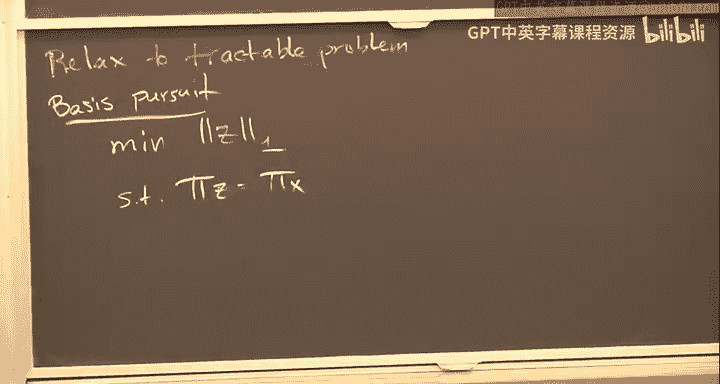 GPT中英字幕课程资源 bilibili
Relax to tractable problem
Basis pursuit
min ||z||₁
s.t. Πz = Πx